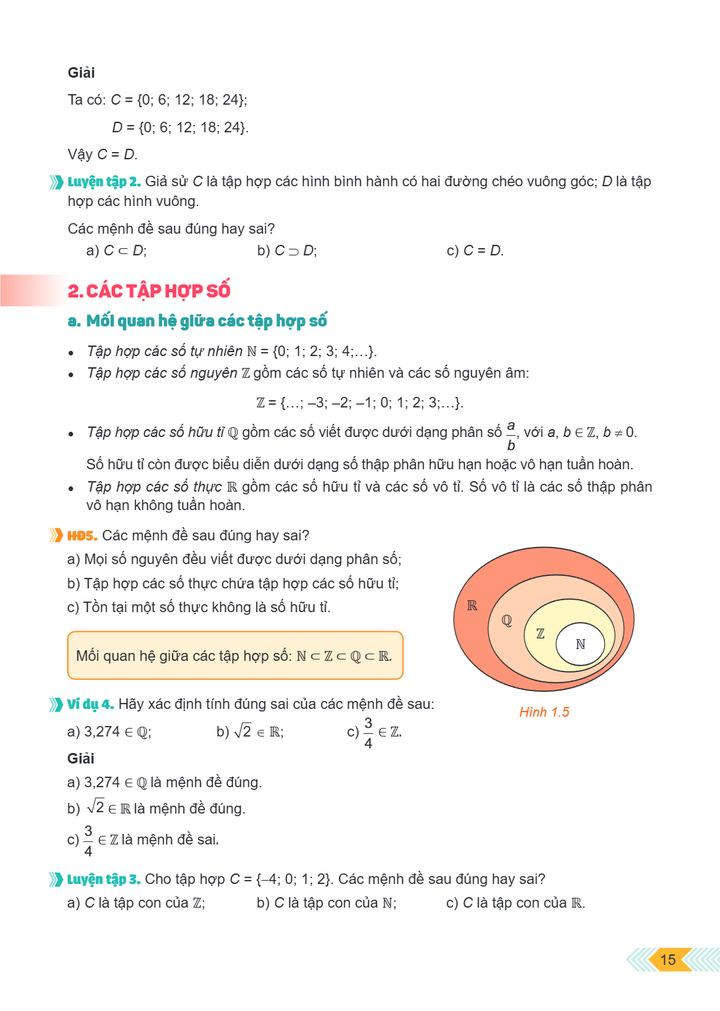 Giải
Ta có: C = {0; 6; 12; 18; 24};
D = {0; 6; 12; 18; 24}.
Vậy C = D.
Luyện tập 2. Giả sử C là tập hợp các hình bình hành có hai đường chéo vuông góc; D là tập
hợp các hình vuông.
Các mệnh đề sau đúng hay sai?
a) C ⊂ D; b) C ⊃ D; c) C = D.
2. CÁC TẬP HỢP SỐ
a. Mối quan hệ giữa các tập hợp số
• Tập hợp các số tự nhiên ℕ = {0; 1; 2; 3; 4;…}.
• Tập hợp các số nguyên ℤ gồm các số tự nhiên và các số nguyên âm:
ℤ = {…; –3; –2; –1; 0; 1; 2; 3;…}.
• Tập hợp các số hữu tỉ ℚ gồm các số viết được dưới dạng phân số a/b, với a, b ∈ ℤ, b ≠ 0.
Số hữu tỉ còn được biểu diễn dưới dạng số thập phân hữu hạn hoặc vô hạn tuần hoàn.
• Tập hợp các số thực ℝ gồm các số hữu tỉ và các số vô tỉ. Số vô tỉ là các số thập phân
vô hạn không tuần hoàn.
HĐ5. Các mệnh đề sau đúng hay sai?
a) Mọi số nguyên đều viết được dưới dạng phân số;
b) Tập hợp các số thực chứa tập hợp các số hữu tỉ;
c) Tồn tại một số thực không là số hữu tỉ.
Mối quan hệ giữa các tập hợp số: ℕ ⊂ ℤ ⊂ ℚ ⊂ ℝ.
ℝ
ℚ
ℤ
ℕ
Hình 1.5
Ví dụ 4. Hãy xác định tính đúng sai của các mệnh đề sau:
a) 3,274 ∈ ℚ; b) √2 ∈ ℝ; c) 3/4 ∈ ℤ.
Giải
a) 3,274 ∈ ℚ là mệnh đề đúng.
b) √2 ∈ ℝ là mệnh đề đúng.
c) 3/4 ∈ ℤ là mệnh đề sai.
Luyện tập 3. Cho tập hợp C = {–4; 0; 1; 2}. Các mệnh đề sau đúng hay sai?
a) C là tập con của ℤ; b) C là tập con của ℕ; c) C là tập con của ℝ.
15